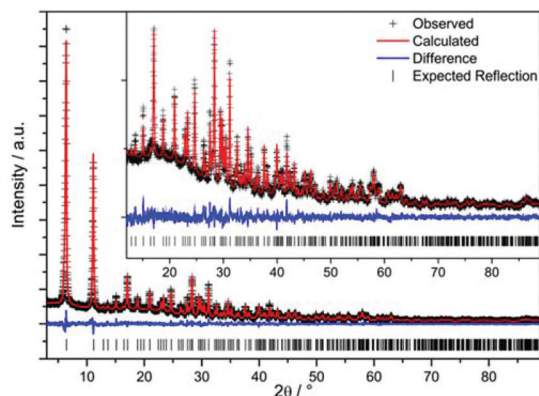 Observed
Calculated
Difference
Expected Reflection
Intensity / a.u.
20 30 40 50 60 70 80
10 20 30 40 50 60 70 80
2θ / °